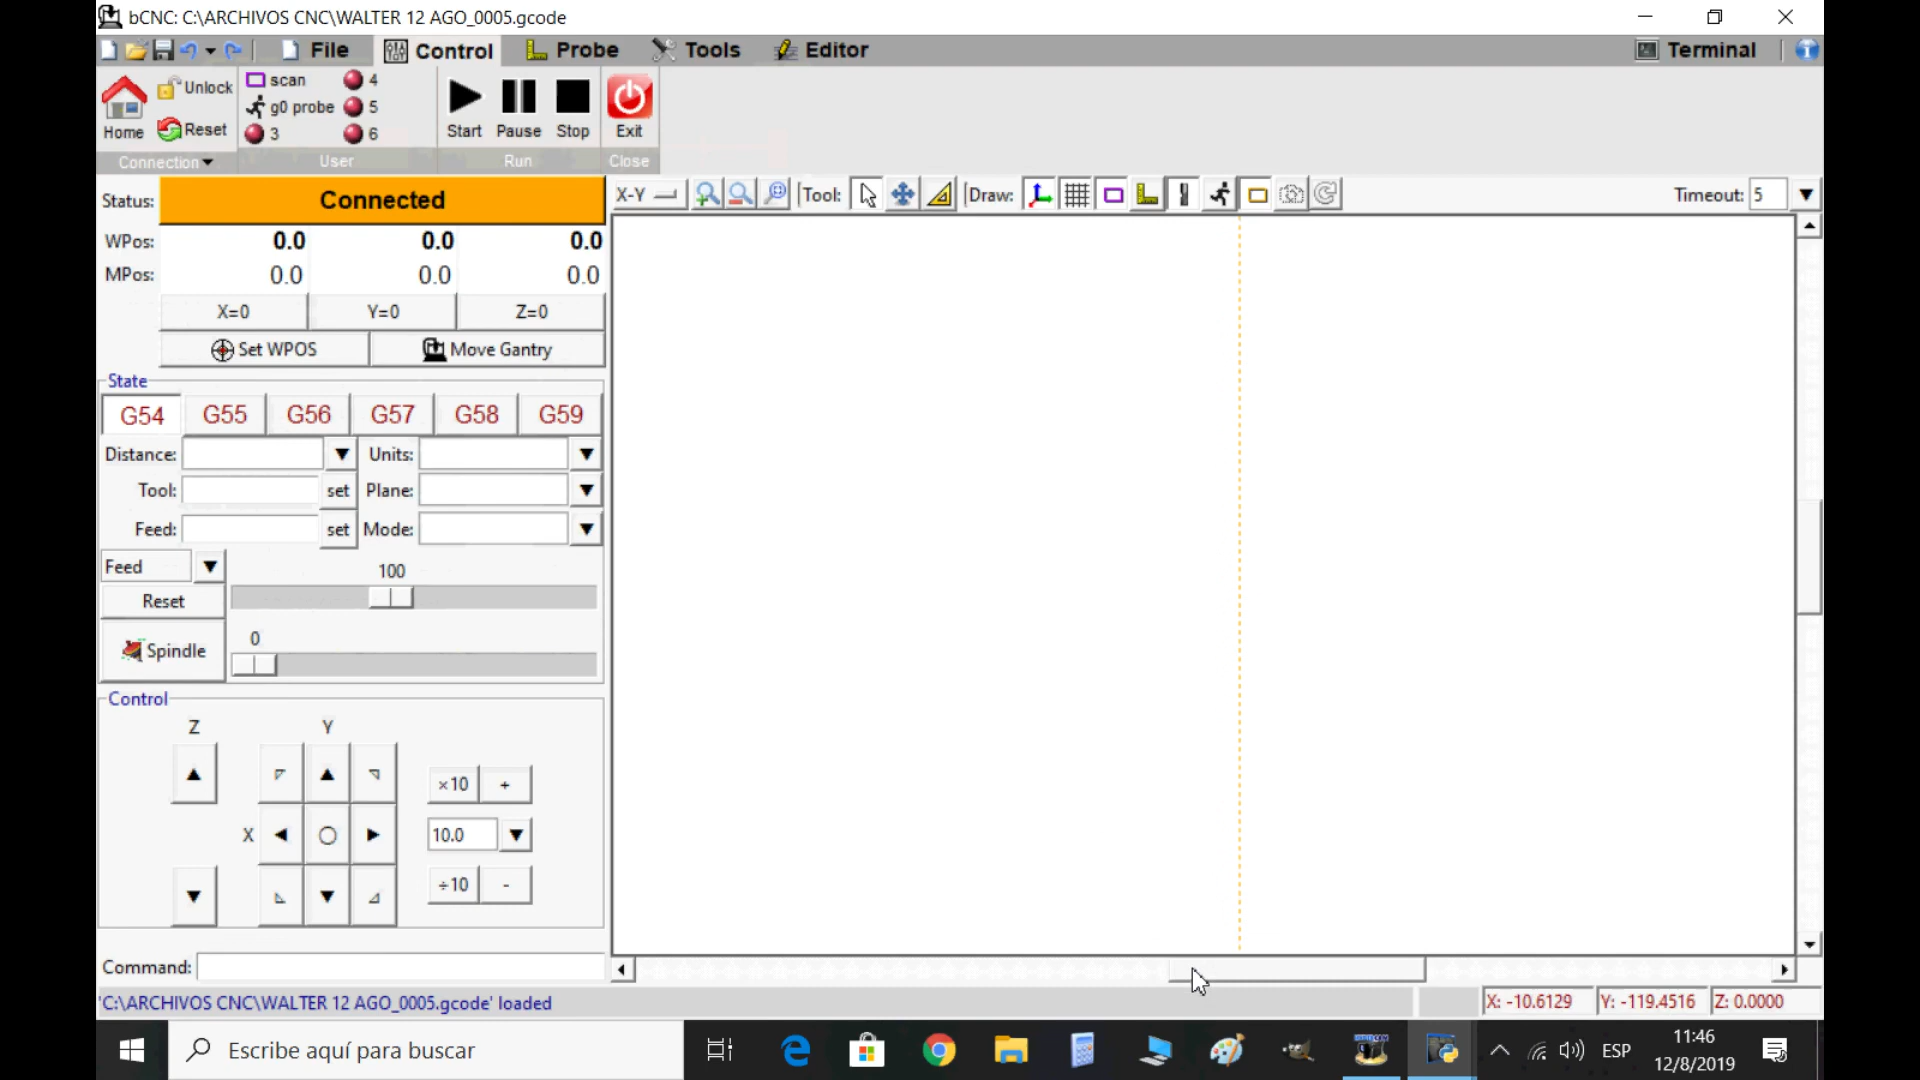 bCNC: C:\ARCHIVOS CNC\WALTER 12 AGO_0005.gcode
File Control Probe Tools Editor Terminal
Home Unlock Reset
Connection
scan 4
g0 probe 5
3 6
User
Start Pause Stop
Run
Exit
Close
Status: Connected
WPos: 0.0 0.0 0.0
MPos: 0.0 0.0 0.0
X=0 Y=0 Z=0
Set WPOS Move Gantry
State
G54 G55 G56 G57 G58 G59
Distance: Units:
Tool: set Plane:
Feed: set Mode:
Feed 100
Reset
Spindle 0
Control
Z Y
×10 +
X 10.0
÷10 -
Command:
X-Y Tool: Draw: Timeout: 5
'C:\ARCHIVOS CNC\WALTER 12 AGO_0005.gcode' loaded
X: -10.6129 Y: -119.4516 Z: 0.0000
Escribe aquí para buscar
ESP
11:46
12/8/2019